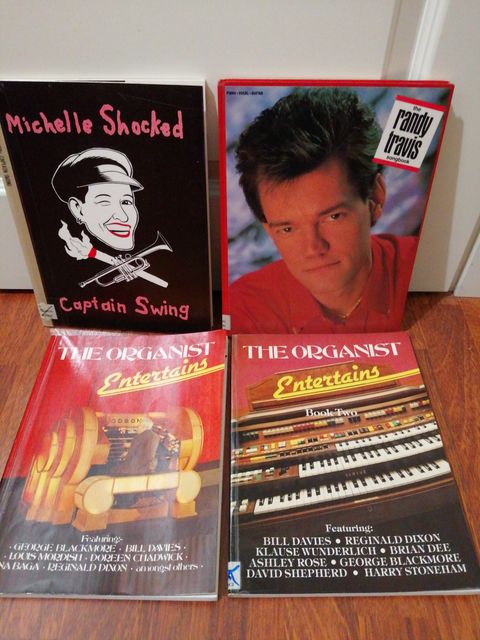 Michelle Shocked
Captain Swing
PIANO • VOCAL • GUITAR
the
randy
travis
songbook
THE ORGANIST
Entertains
Featuring:-
• GEORGE BLACKMORE • BILL DAVIES •
LOUIS MORDISH • DOREEN CHADWICK •
NA BAGA • REGINALD DIXON • amongst others •
THE ORGANIST
Entertains
Book Two
Featuring:
BILL DAVIES • REGINALD DIXON
KLAUSE WUNDERLICH • BRIAN DEE
ASHLEY ROSE • GEORGE BLACKMORE
DAVID SHEPHERD • HARRY STONEHAM